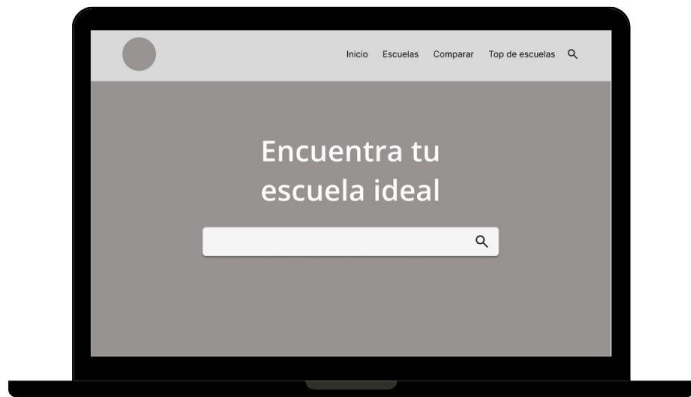 Inicio Escuelas Comparar Top de escuelas
Encuentra tu
escuela ideal